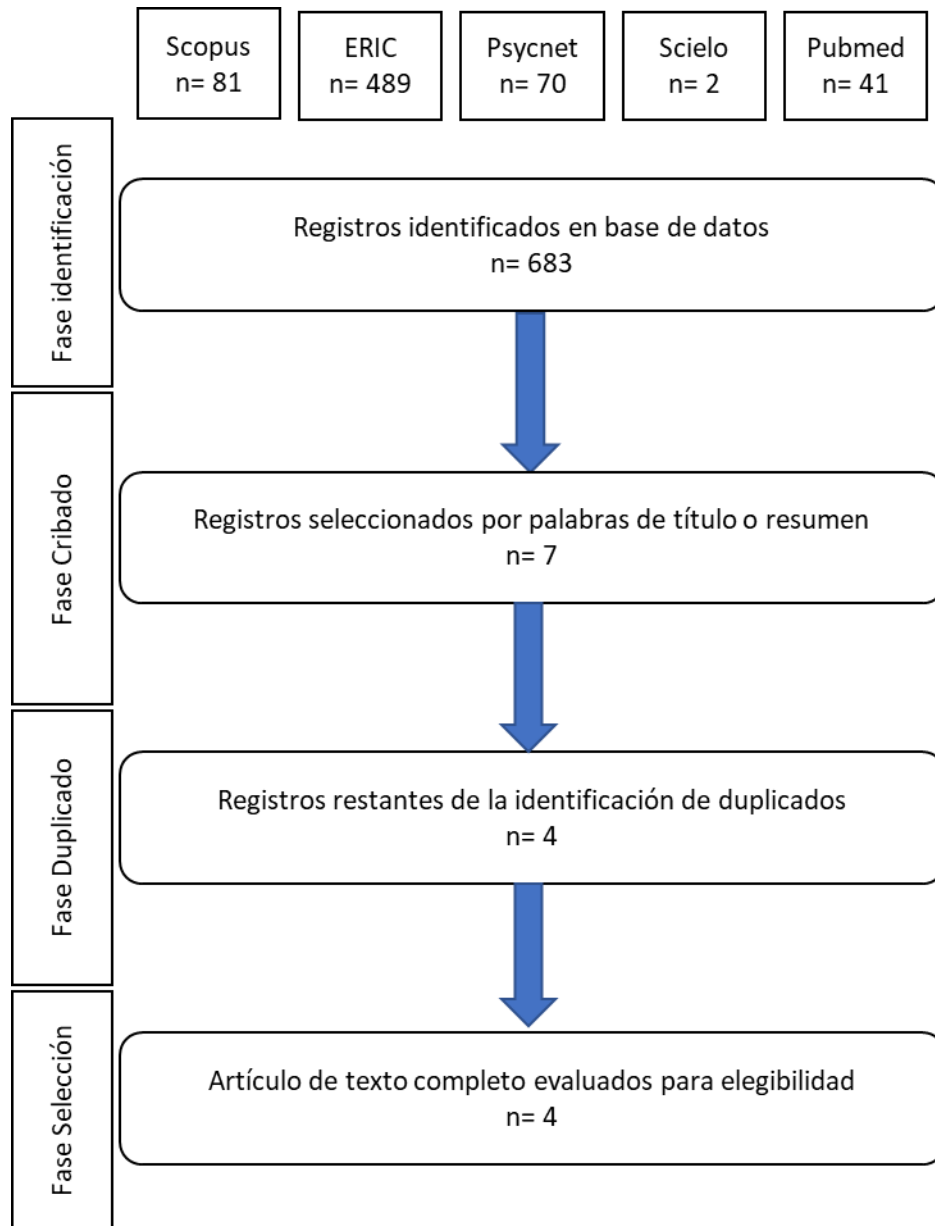 Scopus
n= 81
ERIC
n= 489
Psycnet
n= 70
Scielo
n= 2
Pubmed
n= 41
Fase identificación
Registros identificados en base de datos
n= 683
Fase Cribado
Registros seleccionados por palabras de título o resumen
n= 7
Fase Duplicado
Registros restantes de la identificación de duplicados
n= 4
Fase Selección
Artículo de texto completo evaluados para elegibilidad
n= 4